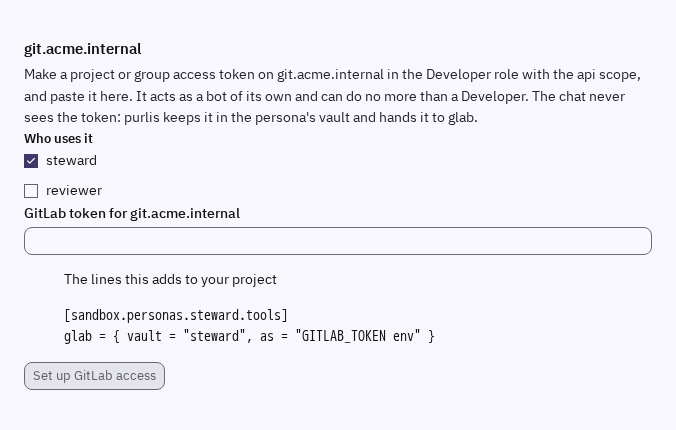 git.acme.internal
Make a project or group access token on git.acme.internal in the Developer role with the api scope,
and paste it here. It acts as a bot of its own and can do no more than a Developer. The chat never
sees the token: purlis keeps it in the persona's vault and hands it to glab.
Who uses it
steward
reviewer
GitLab token for git.acme.internal
The lines this adds to your project
[sandbox.personas.steward.tools]
glab = { vault = "steward", as = "GITLAB_TOKEN env" }
Set up GitLab access